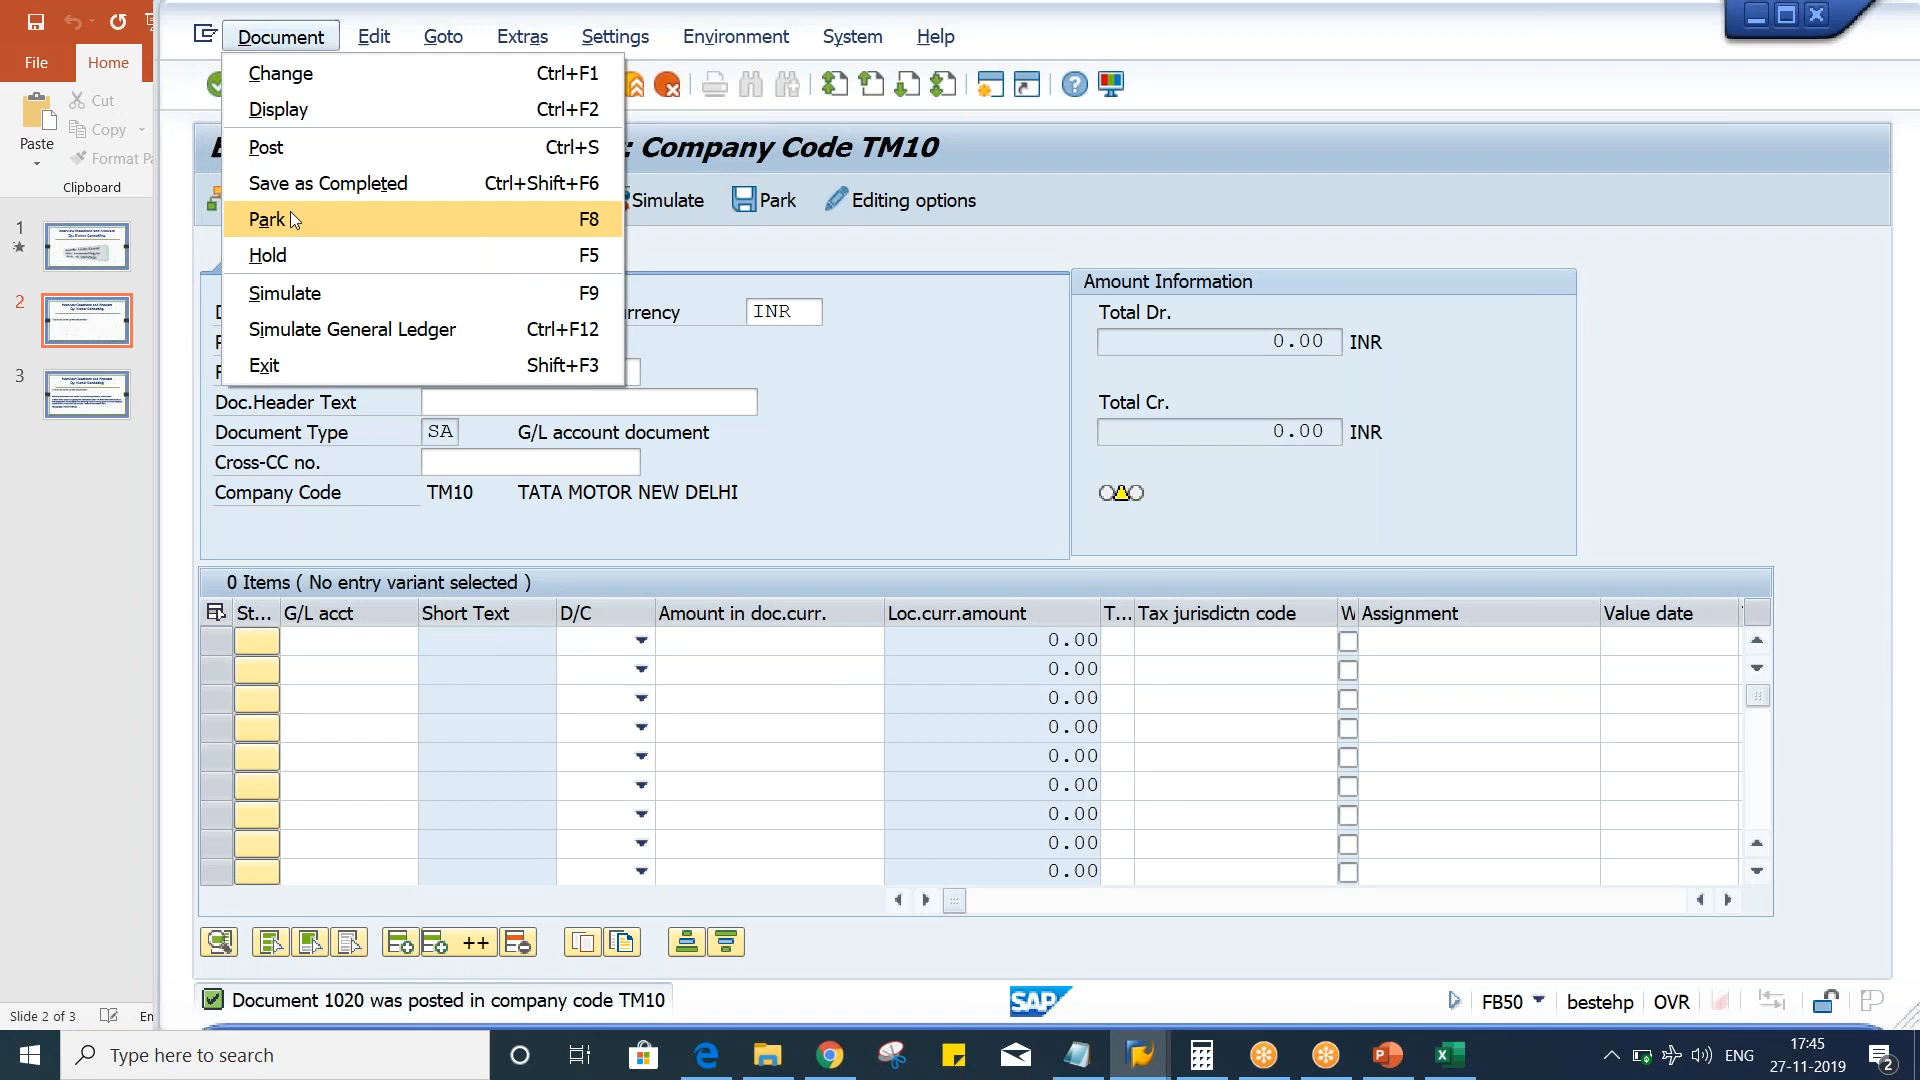 File
Home
Cut
Copy
Format Pa
Paste
Clipboard
1
2
3
Slide 2 of 3
En
Document Edit Goto Extras Settings Environment System Help
Change Ctrl+F1
Display Ctrl+F2
Post Ctrl+S
Save as Completed Ctrl+Shift+F6
Park F8
Hold F5
Simulate F9
Simulate General Ledger Ctrl+F12
Exit Shift+F3
: Company Code TM10
Simulate Park Editing options
urrency INR
Doc.Header Text
Document Type SA G/L account document
Cross-CC no.
Company Code TM10 TATA MOTOR NEW DELHI
Amount Information
Total Dr.
0.00 INR
Total Cr.
0.00 INR
0 Items ( No entry variant selected )
St... G/L acct Short Text D/C Amount in doc.curr. Loc.curr.amount T... Tax jurisdictn code W Assignment Value date
0.00
0.00
0.00
0.00
0.00
0.00
0.00
0.00
0.00
++
Document 1020 was posted in company code TM10
SAP
FB50 bestehp OVR
Type here to search
ENG
17:45
27-11-2019
2